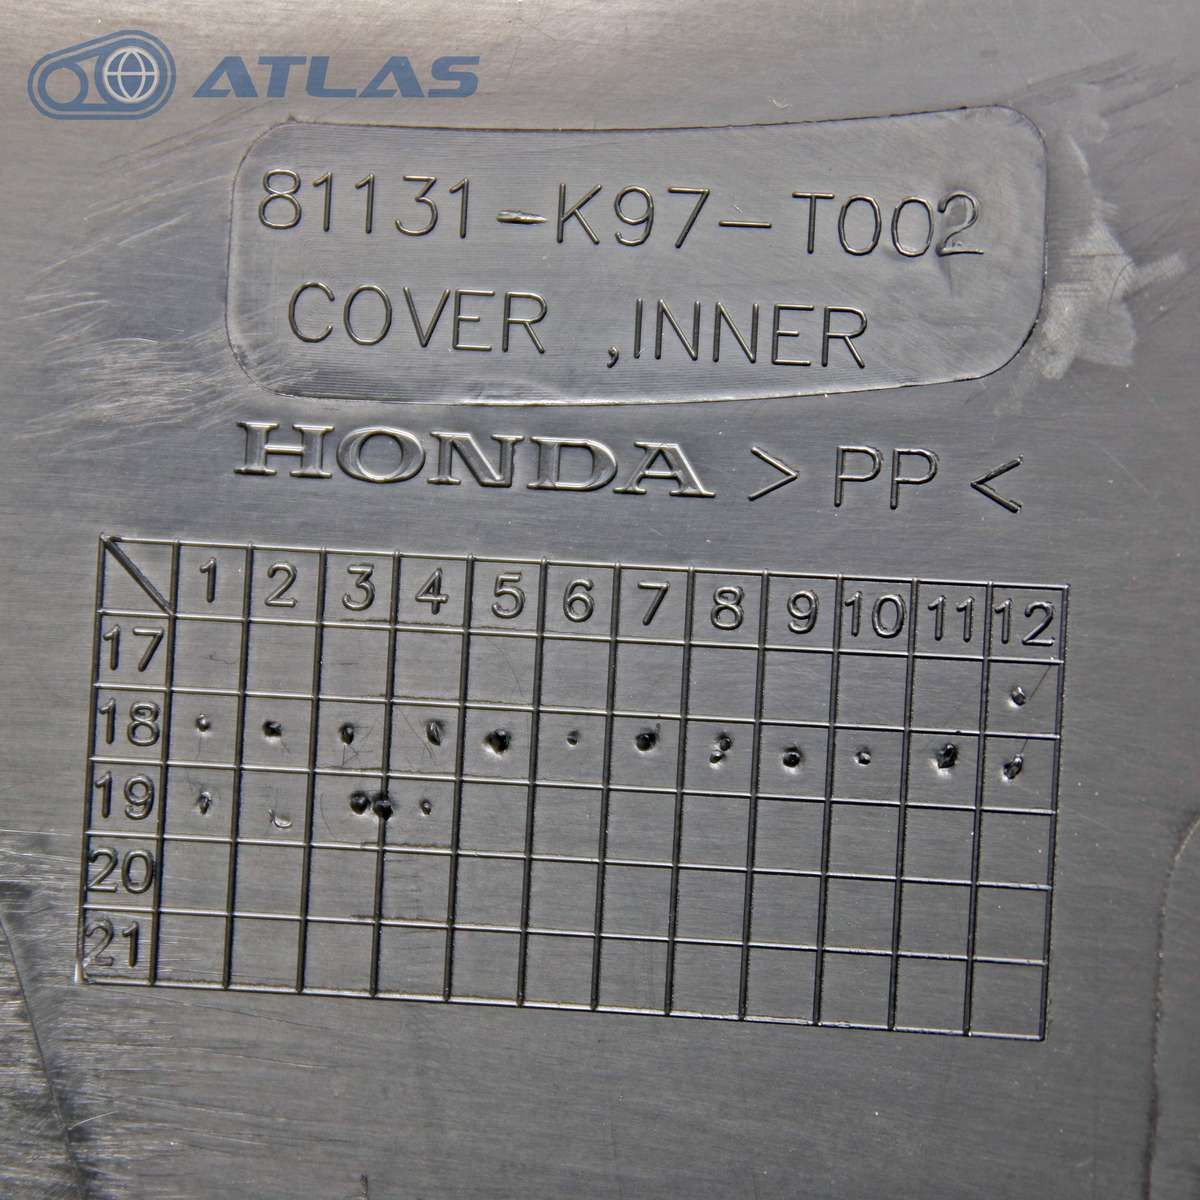 ATLAS
81131-K97-T002
COVER ,INNER
HONDA >PP<
1 2 3 4 5 6 7 8 9 10 11 12
17
18
19
20
21